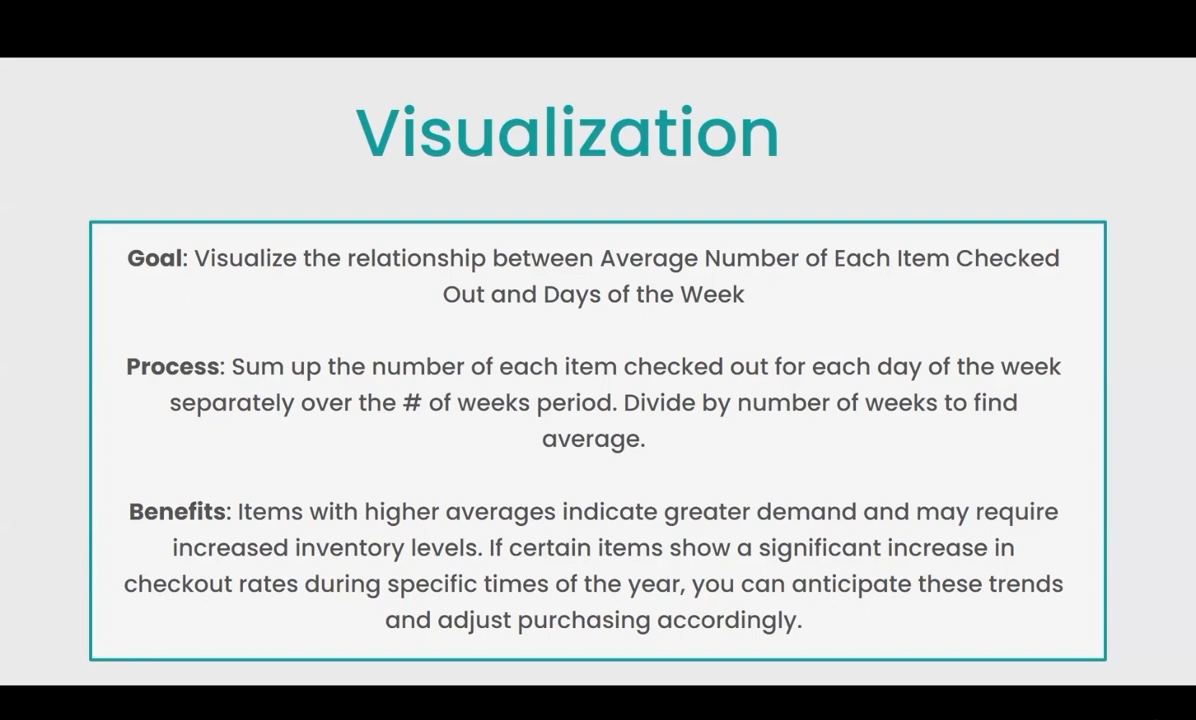 Visualization
Goal: Visualize the relationship between Average Number of Each Item Checked
Out and Days of the Week
Process: Sum up the number of each item checked out for each day of the week
separately over the # of weeks period. Divide by number of weeks to find
average.
Benefits: Items with higher averages indicate greater demand and may require
increased inventory levels. If certain items show a significant increase in
checkout rates during specific times of the year, you can anticipate these trends
and adjust purchasing accordingly.